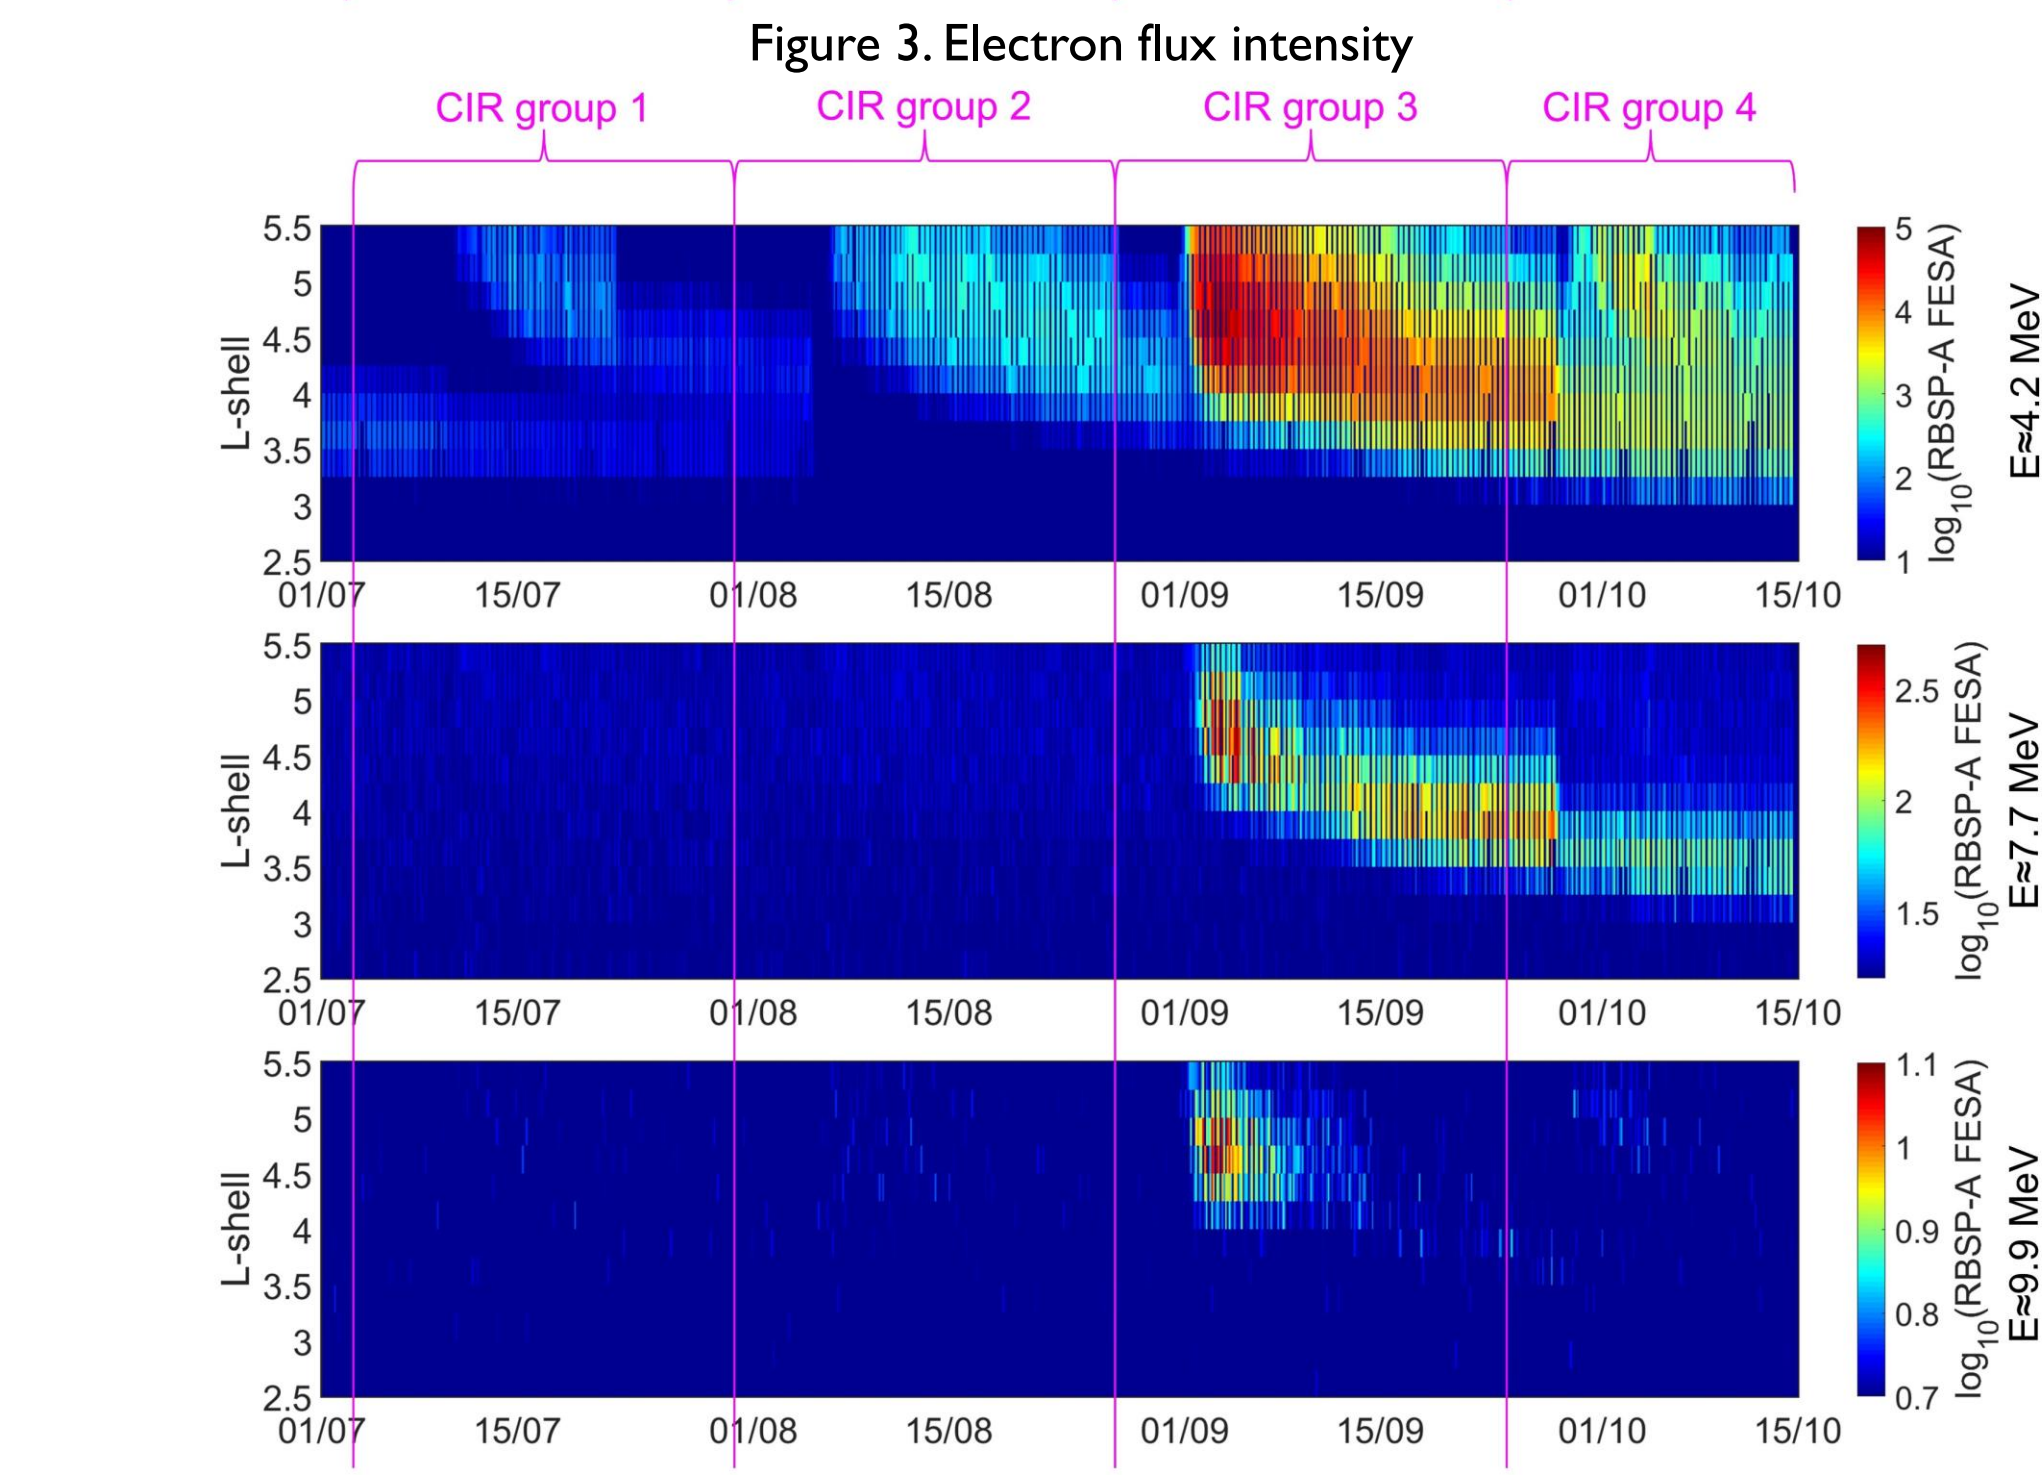 Figure 3. Electron flux intensity
CIR group 1 CIR group 2 CIR group 3 CIR group 4
5.5
5
4.5
4
3.5
3
2.5
L-shell
01/07 15/07 01/08 15/08 01/09 15/09 01/10 15/10
5
4
3
2
1
log10(RBSP-A FESA)
E≈4.2 MeV
5.5
5
4.5
4
3.5
3
2.5
L-shell
01/07 15/07 01/08 15/08 01/09 15/09 01/10 15/10
2.5
2
1.5
log10(RBSP-A FESA)
E≈7.7 MeV
5.5
5
4.5
4
3.5
3
2.5
L-shell
01/07 15/07 01/08 15/08 01/09 15/09 01/10 15/10
1.1
1
0.9
0.8
0.7
log10(RBSP-A FESA)
E≈9.9 MeV